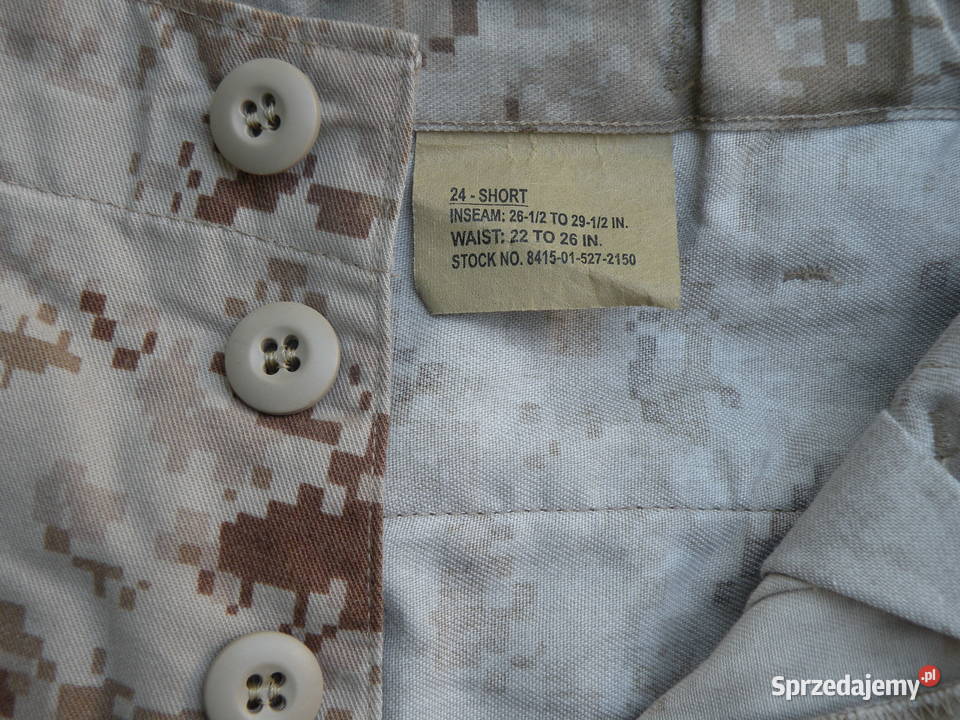 24 - SHORT
INSEAM: 26-1/2 TO 29-1/2 IN.
WAIST: 22 TO 26 IN.
STOCK NO. 8415-01-527-2150
Sprzedajemy.pl